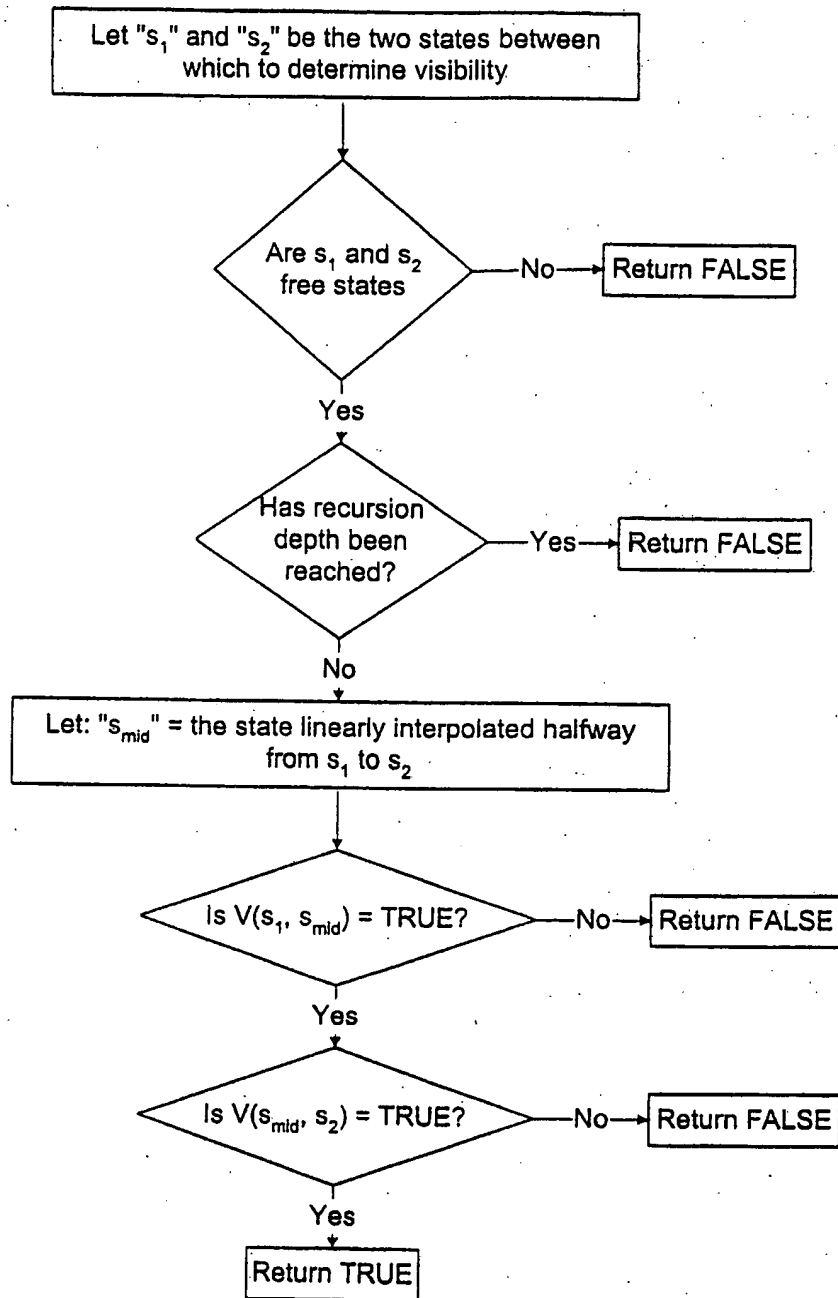 Let "s₁" and "s₂" be the two states between
which to determine visibility
Are s₁ and s₂
free states
No
Return FALSE
Yes
Has recursion
depth been
reached?
Yes
Return FALSE
No
Let: "s_mid" = the state linearly interpolated halfway
from s₁ to s₂
Is V(s₁, s_mid) = TRUE?
No
Return FALSE
Yes
Is V(s_mid, s₂) = TRUE?
No
Return FALSE
Yes
Return TRUE